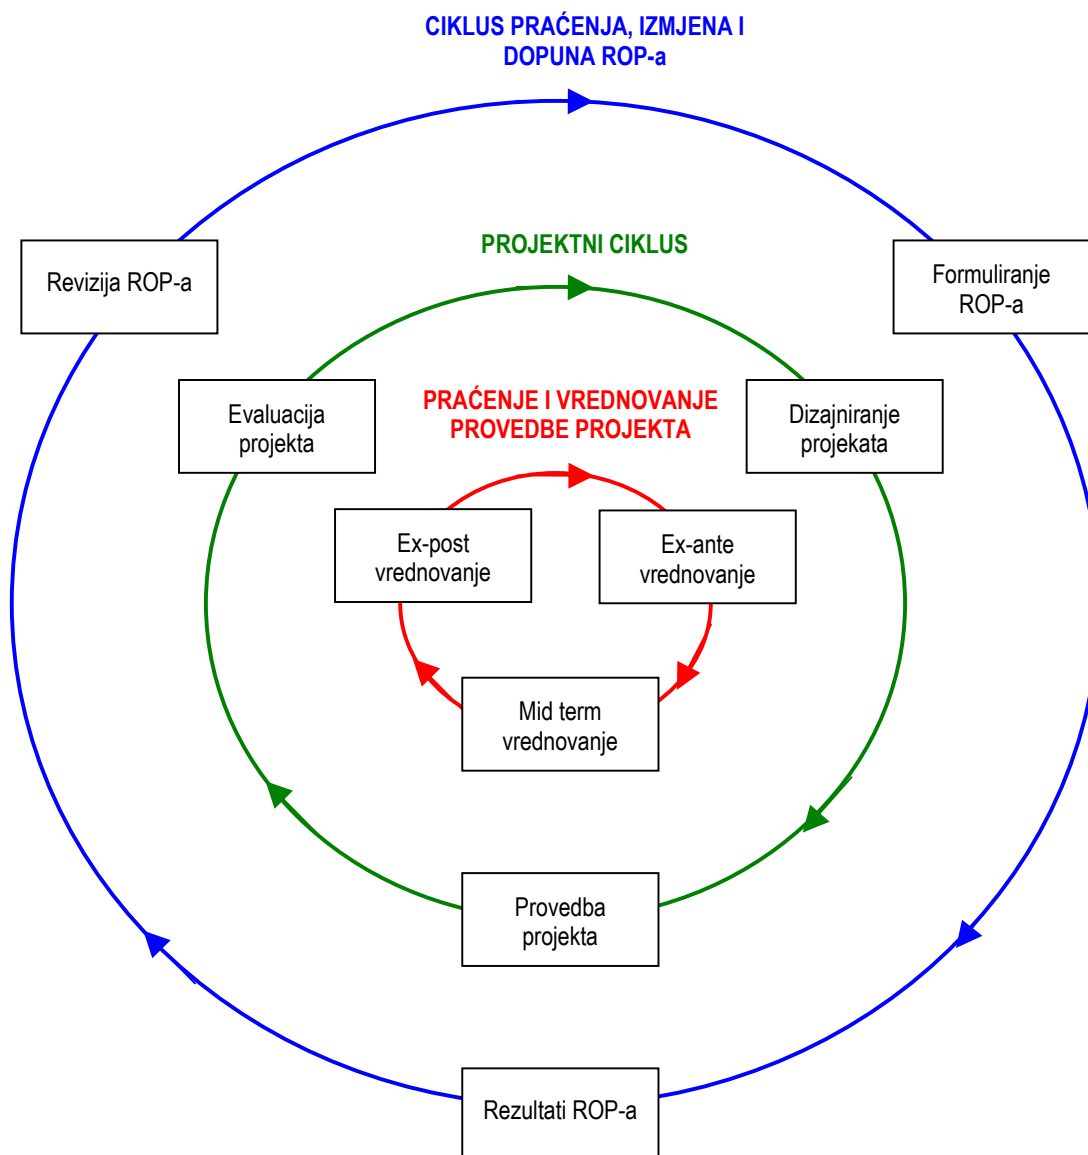 CIKLUS PRAĆENJA, IZMJENA I
DOPUNA ROP-a
PROJEKTNI CIKLUS
Revizija ROP-a
Formuliranje
ROP-a
PRAĆENJE I VREDNOVANJE
PROVEDBE PROJEKTA
Evaluacija
projekta
Dizajniranje
projekata
Ex-post
vrednovanje
Ex-ante
vrednovanje
Mid term
vrednovanje
Provedba
projekta
Rezultati ROP-a